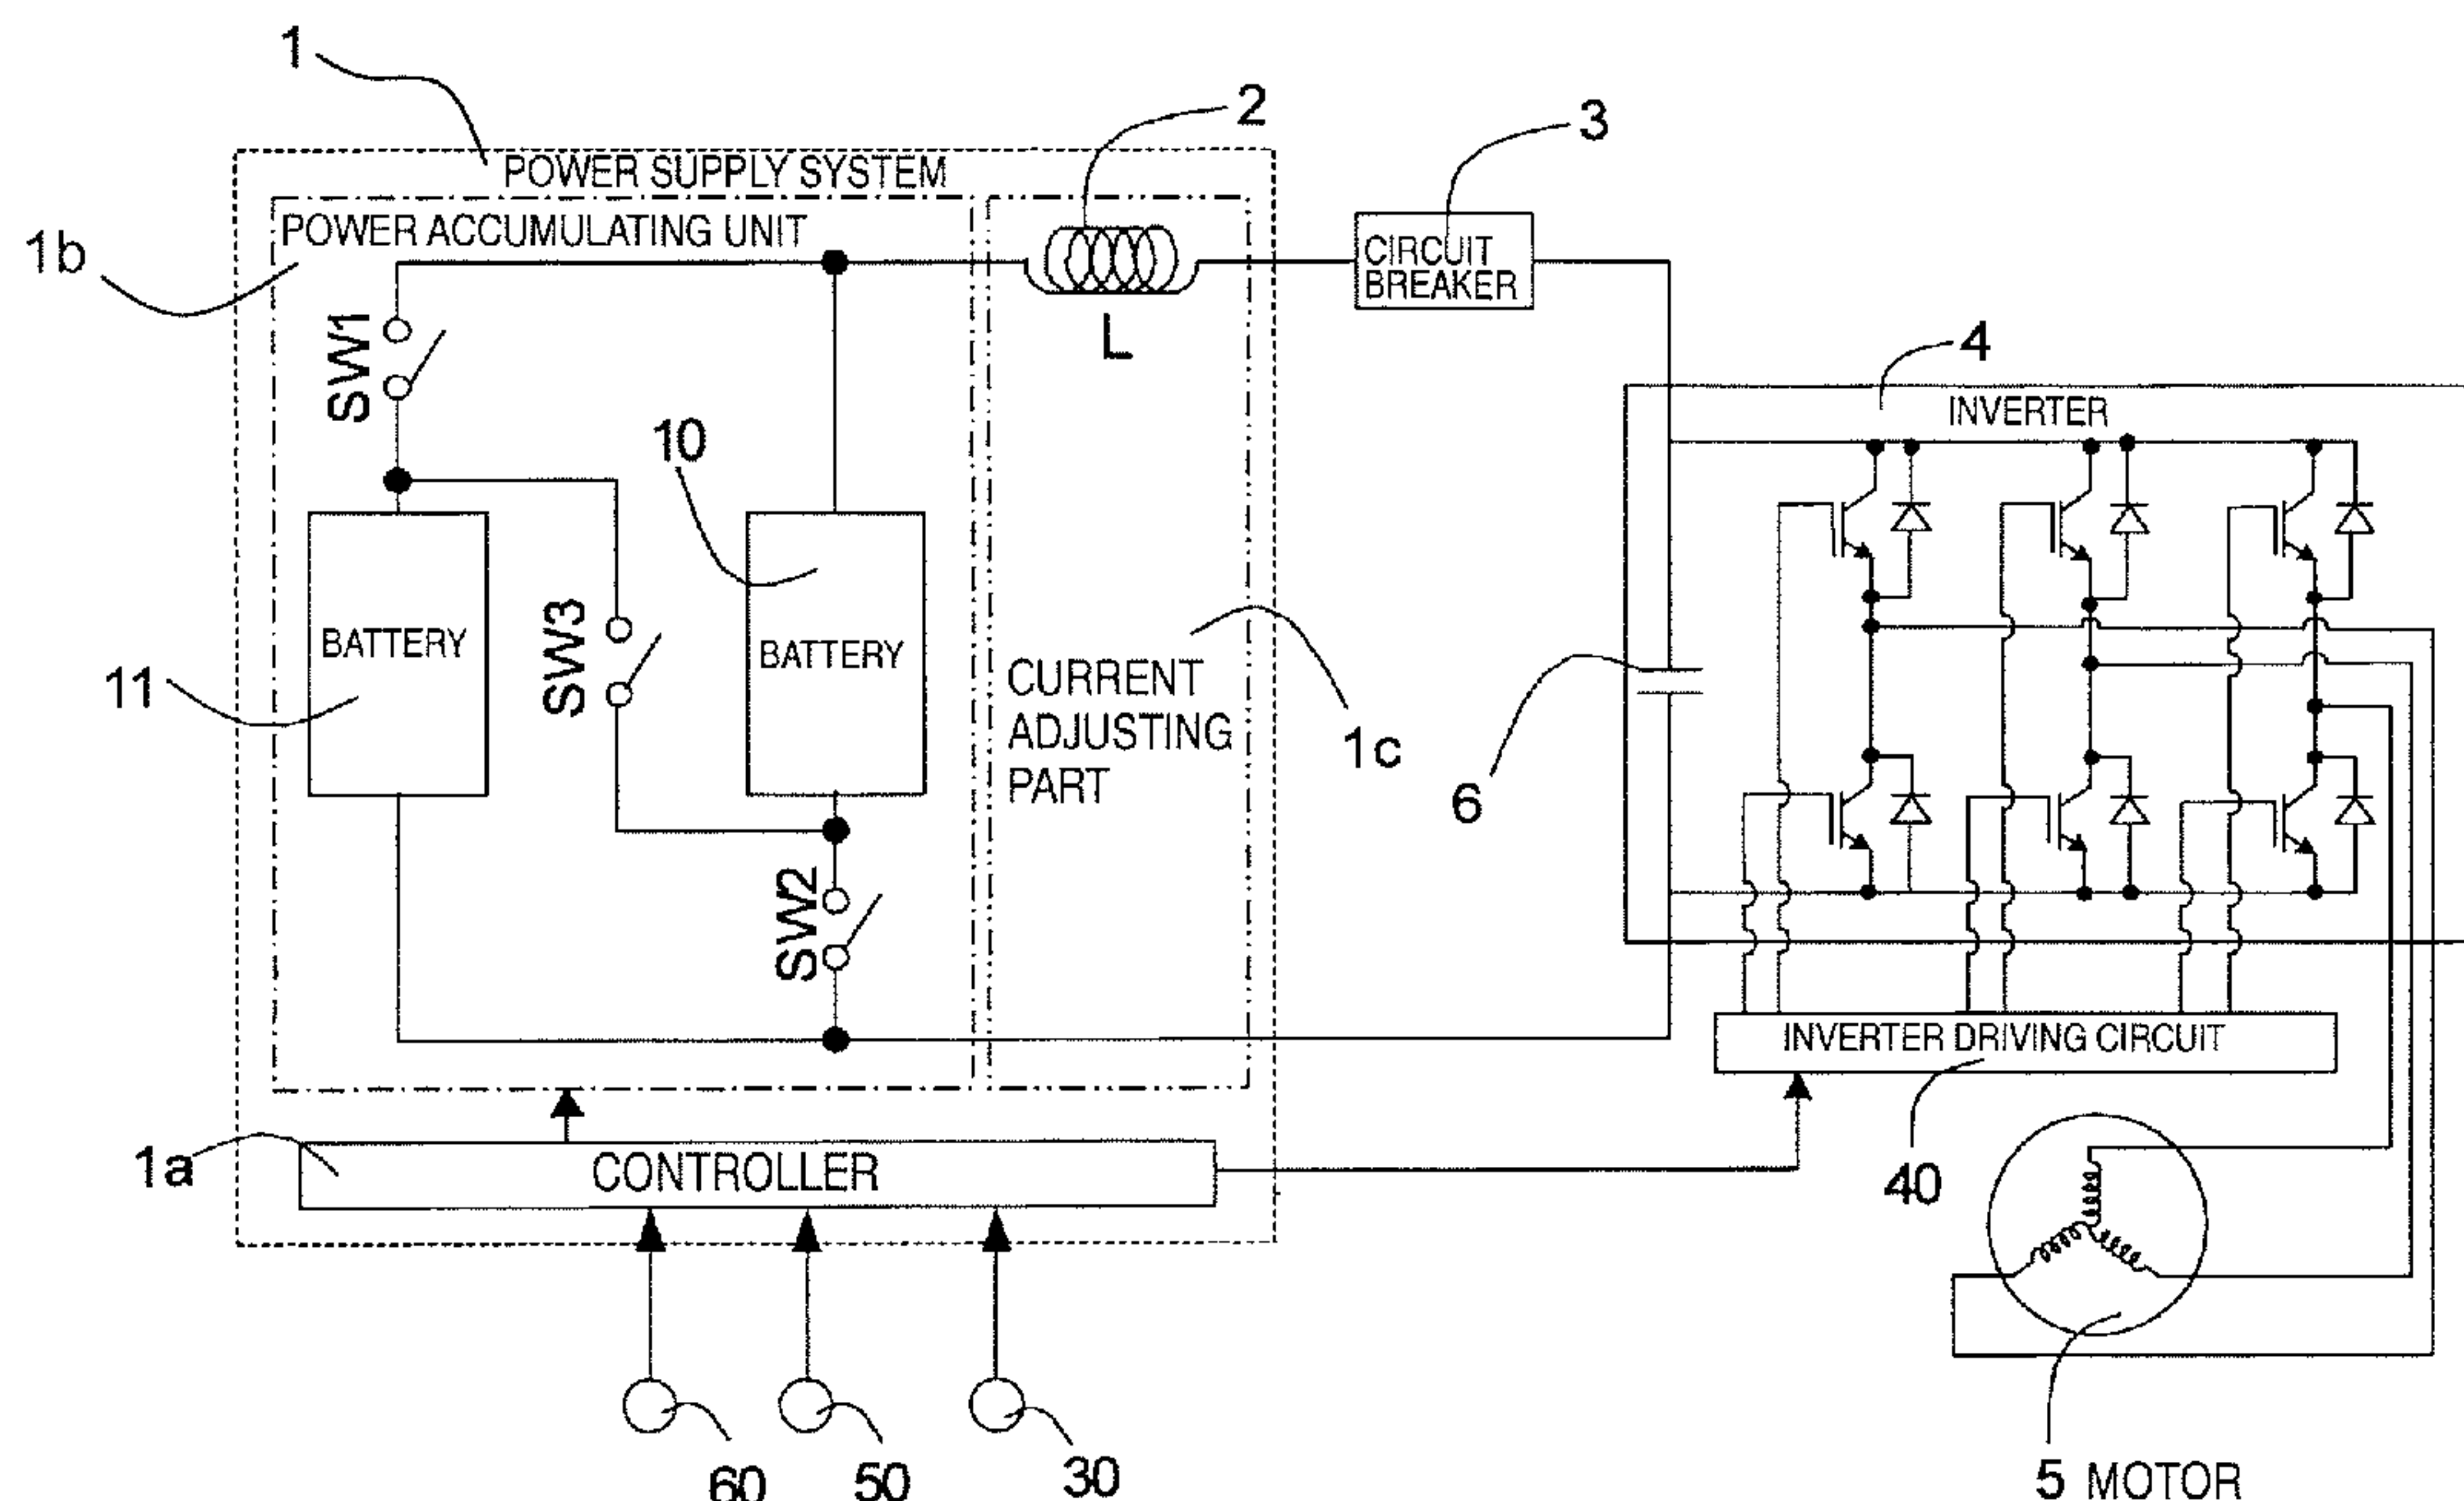 1
2
3
POWER SUPPLY SYSTEM
1b
POWER ACCUMULATING UNIT
CIRCUIT
BREAKER
L
SW1
4
INVERTER
10
SW3
BATTERY
BATTERY
11
CURRENT
ADJUSTING
PART
1c
6
SW2
INVERTER DRIVING CIRCUIT
1a
CONTROLLER
40
60
50
30
5 MOTOR